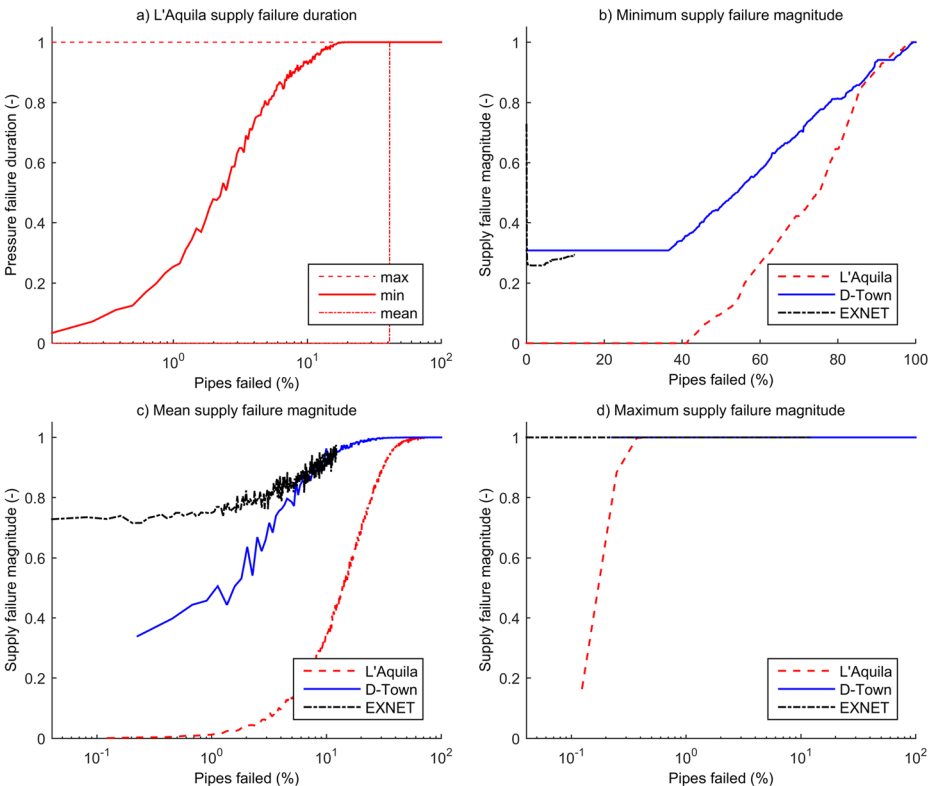 a) L'Aquila supply failure duration
1
0.8
0.6
0.4
0.2
0
Pressure failure duration (-)
10^0
10^1
10^2
Pipes failed (%)
max
min
mean
b) Minimum supply failure magnitude
1
0.8
0.6
0.4
0.2
0
Supply failure magnitude (-)
0
20
40
60
80
100
Pipes failed (%)
L'Aquila
D-Town
EXNET
c) Mean supply failure magnitude
1
0.8
0.6
0.4
0.2
0
Supply failure magnitude (-)
10^-1
10^0
10^1
10^2
Pipes failed (%)
L'Aquila
D-Town
EXNET
d) Maximum supply failure magnitude
1
0.8
0.6
0.4
0.2
0
Supply failure magnitude (-)
10^-1
10^0
10^1
10^2
Pipes failed (%)
L'Aquila
D-Town
EXNET